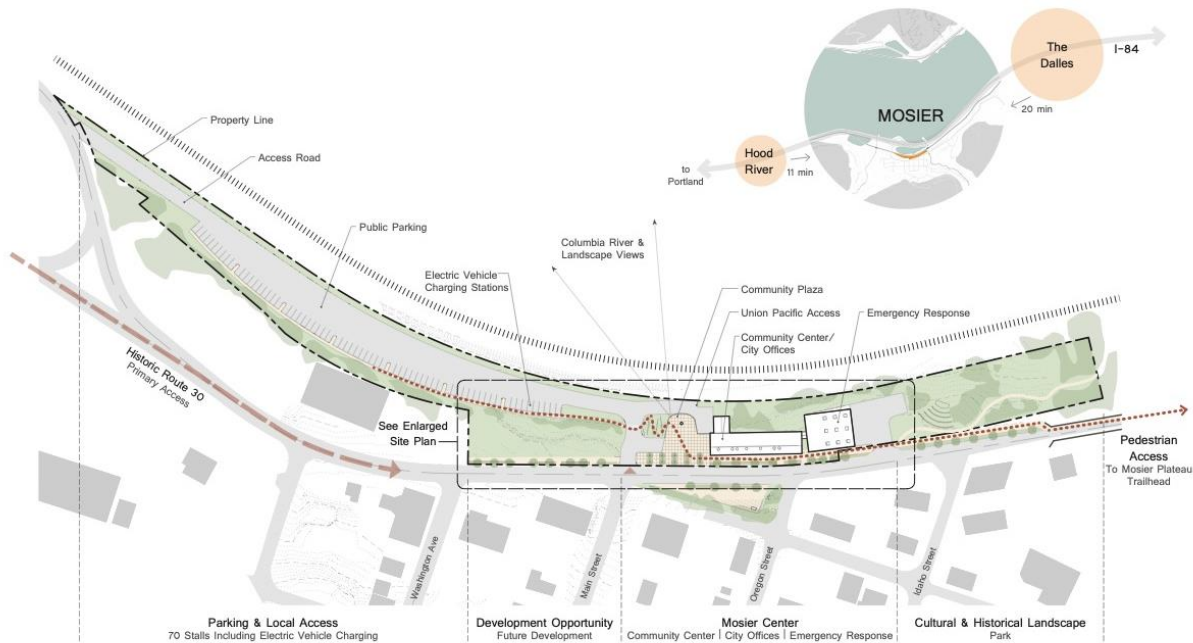 The
Dalles
I-84
20 min
MOSIER
Hood
River
11 min
to
Portland
Property Line
Access Road
Public Parking
Columbia River &
Landscape Views
Electric Vehicle
Charging Stations
Community Plaza
Union Pacific Access
Emergency Response
Community Center/
City Offices
Historic Route 30
Primary Access
See Enlarged
Site Plan
Pedestrian
Access
To Mosier Plateau
Trailhead
Washington Ave
Main Street
Oregon Street
Idaho Street
Parking & Local Access
70 Stalls Including Electric Vehicle Charging
Development Opportunity
Future Development
Mosier Center
Community Center | City Offices | Emergency Response
Cultural & Historical Landscape
Park